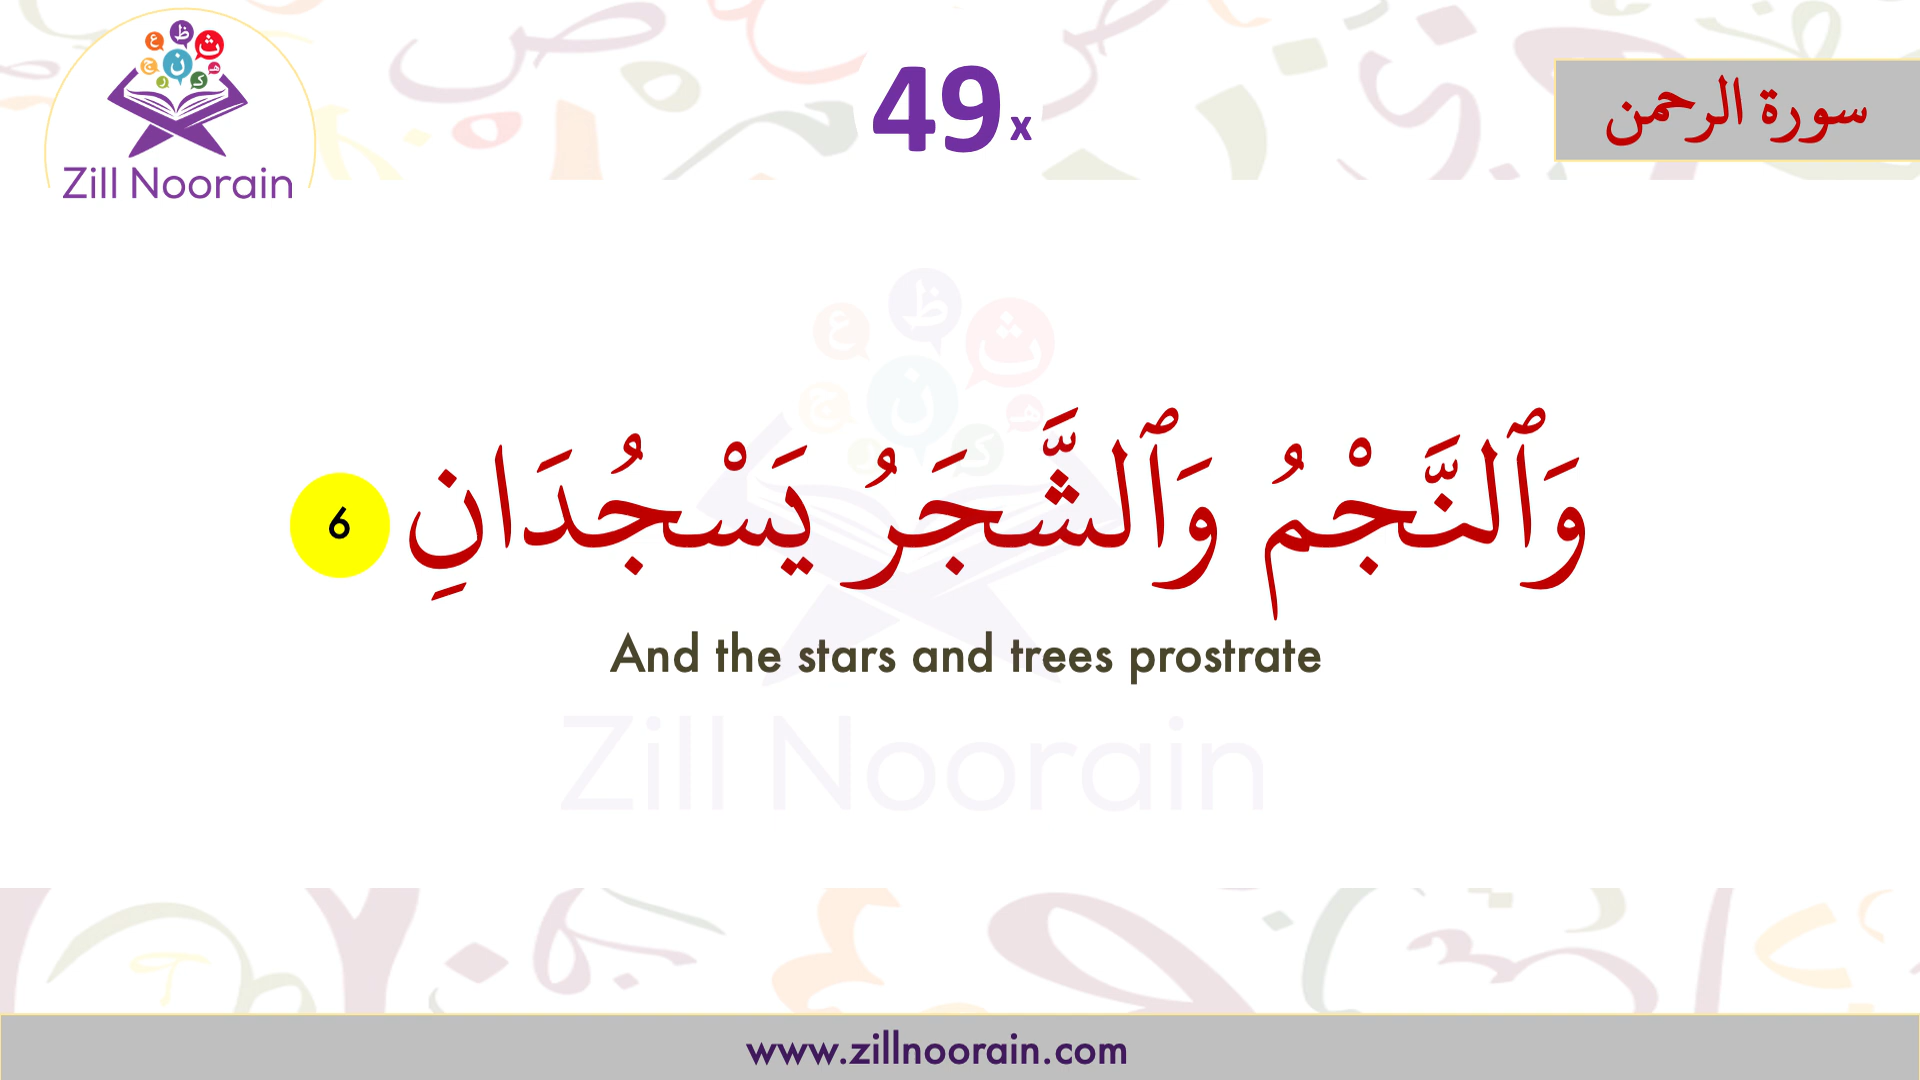 Zill Noorain
49x
سورة الرحمن
وَٱلنَّجْمُ وَٱلشَّجَرُ يَسْجُدَانِ
6
And the stars and trees prostrate
Zill Noorain
www.zillnoorain.com